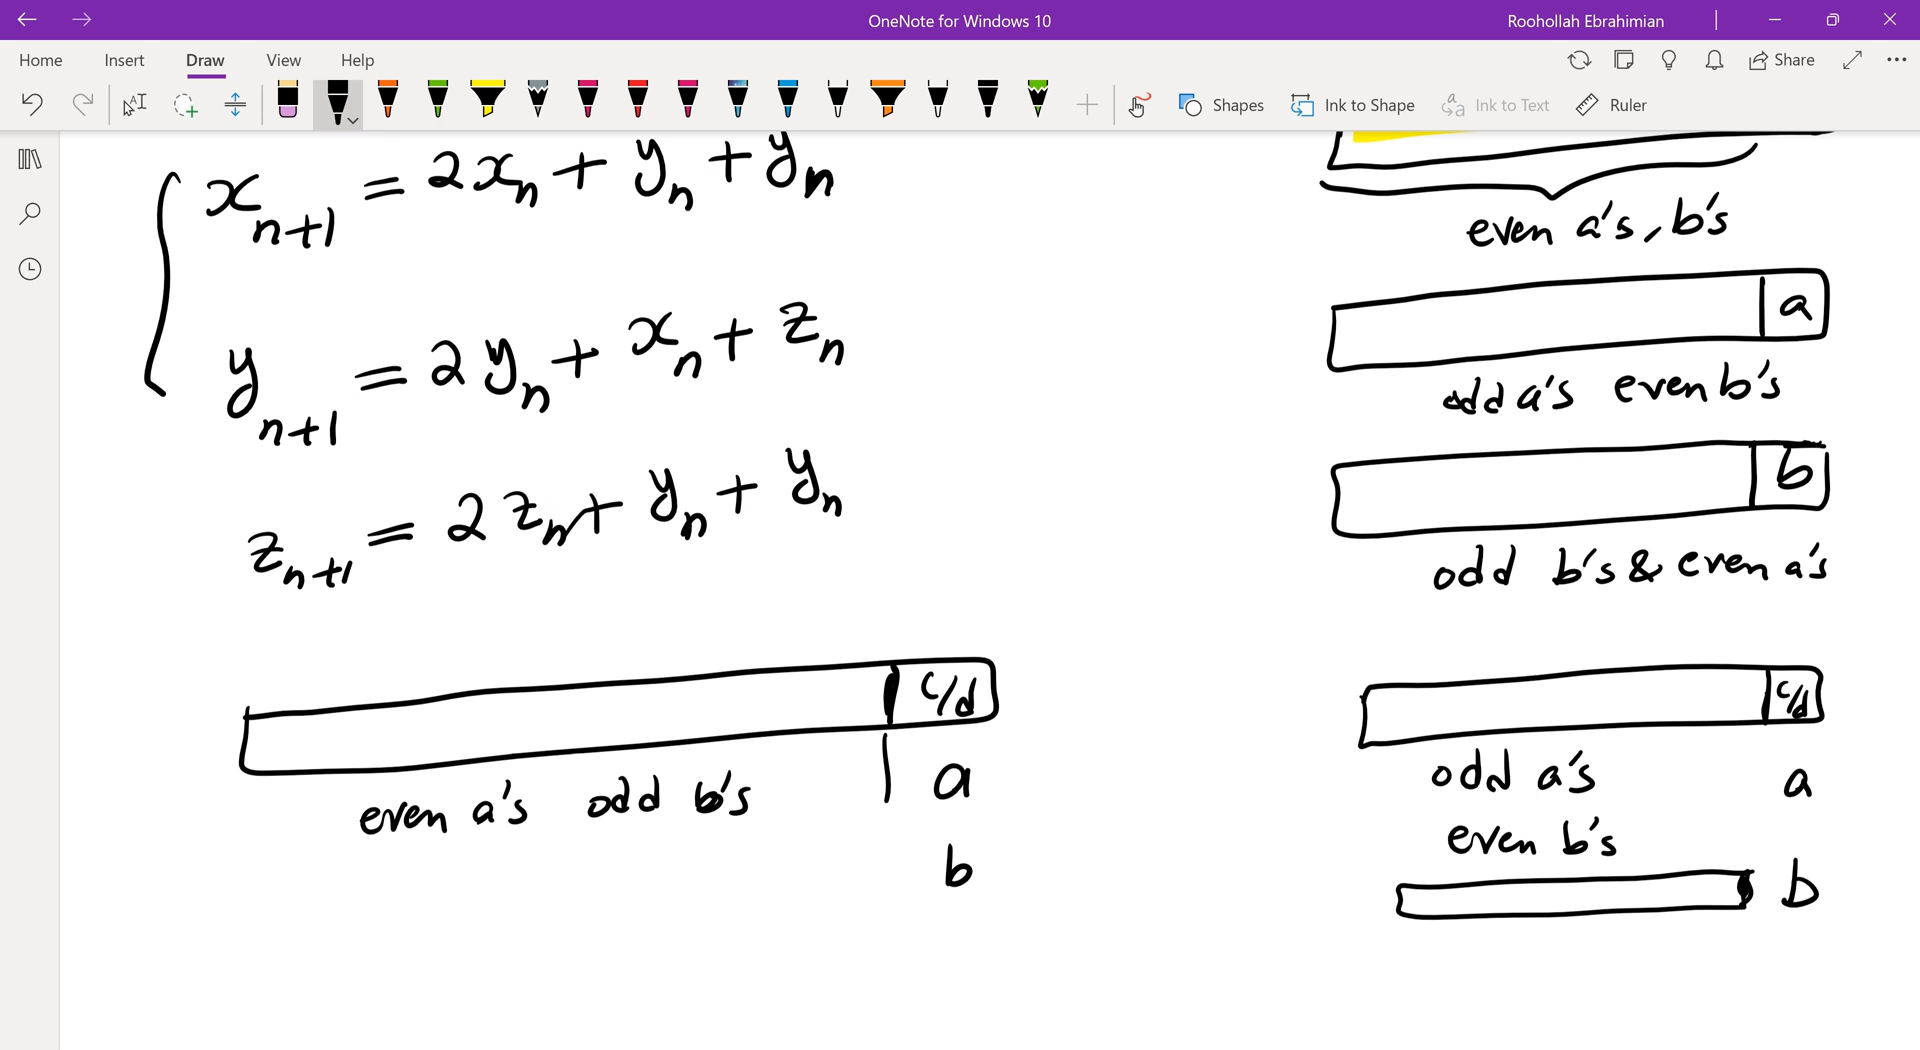 OneNote for Windows 10
Roohollah Ebrahimian
Home Insert Draw View Help
Share
Shapes Ink to Shape Ink to Text Ruler
x_{n+1} = 2x_n + y_n + y_n
y_{n+1} = 2y_n + x_n + z_n
z_{n+1} = 2z_n + y_n + y_n
c/d
even a's odd b's a
b
even a's, b's
a
odd a's even b's
b
odd b's & even a's
c/d
odd a's a
even b's
b